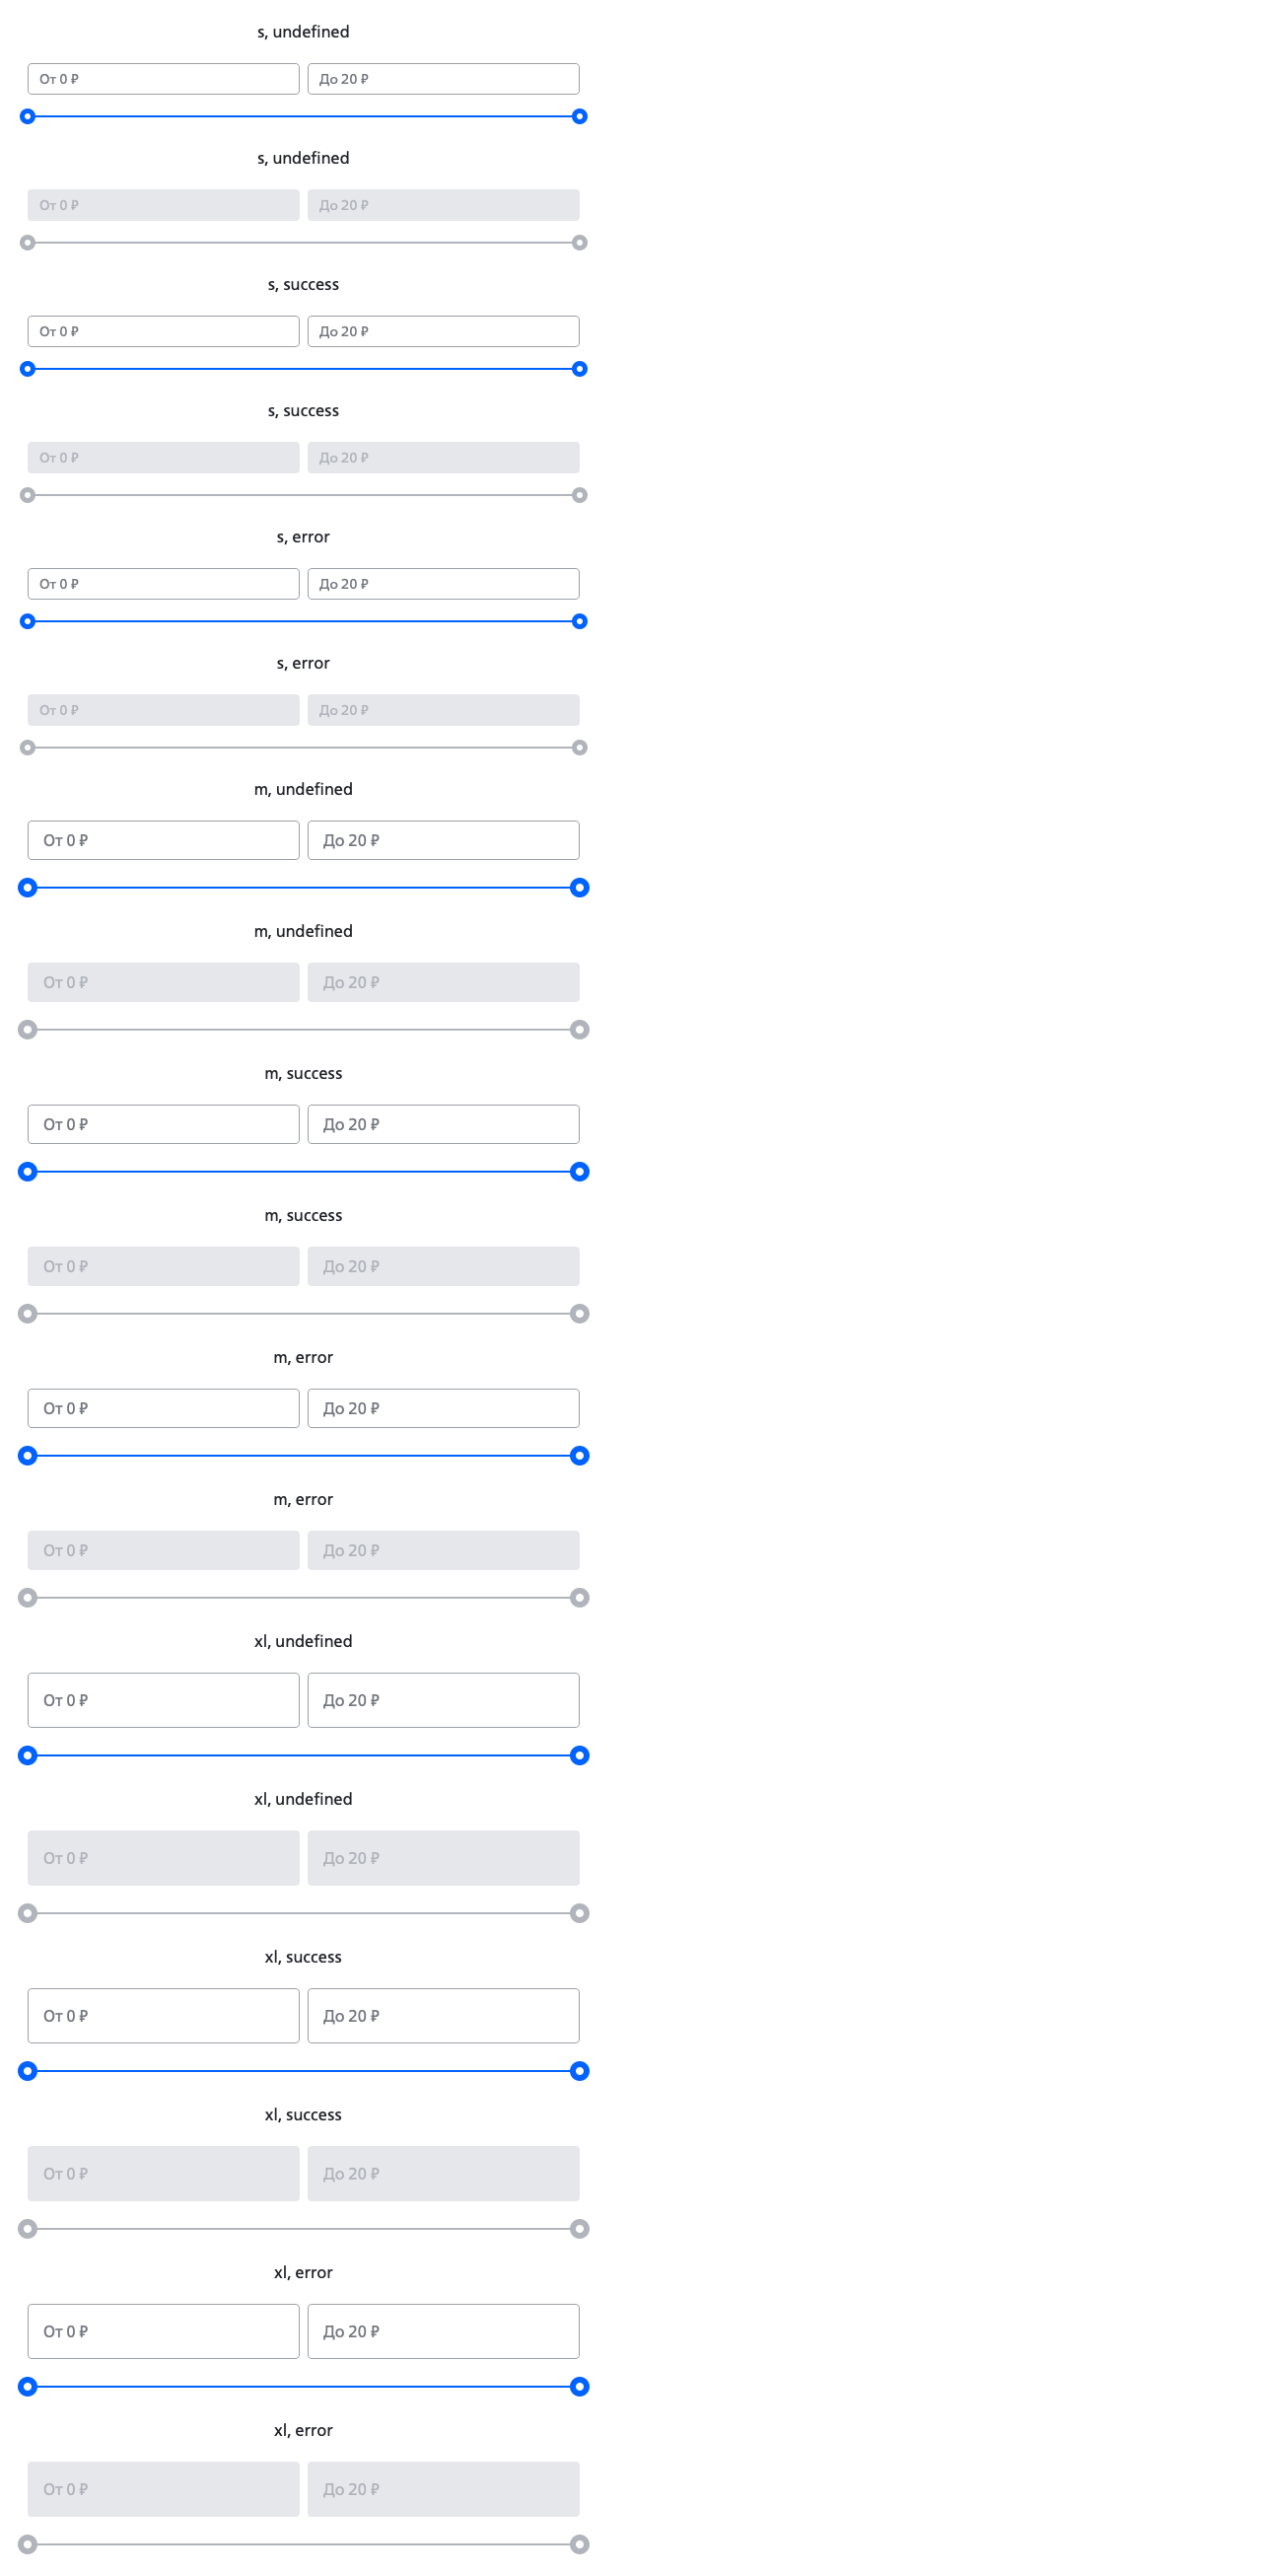 s, undefined
От 0 ₽ До 20 ₽
s, undefined
От 0 ₽ До 20 ₽
s, success
От 0 ₽ До 20 ₽
s, success
От 0 ₽ До 20 ₽
s, error
От 0 ₽ До 20 ₽
s, error
От 0 ₽ До 20 ₽
m, undefined
От 0 ₽ До 20 ₽
m, undefined
От 0 ₽ До 20 ₽
m, success
От 0 ₽ До 20 ₽
m, success
От 0 ₽ До 20 ₽
m, error
От 0 ₽ До 20 ₽
m, error
От 0 ₽ До 20 ₽
xl, undefined
От 0 ₽ До 20 ₽
xl, undefined
От 0 ₽ До 20 ₽
xl, success
От 0 ₽ До 20 ₽
xl, success
От 0 ₽ До 20 ₽
xl, error
От 0 ₽ До 20 ₽
xl, error
От 0 ₽ До 20 ₽